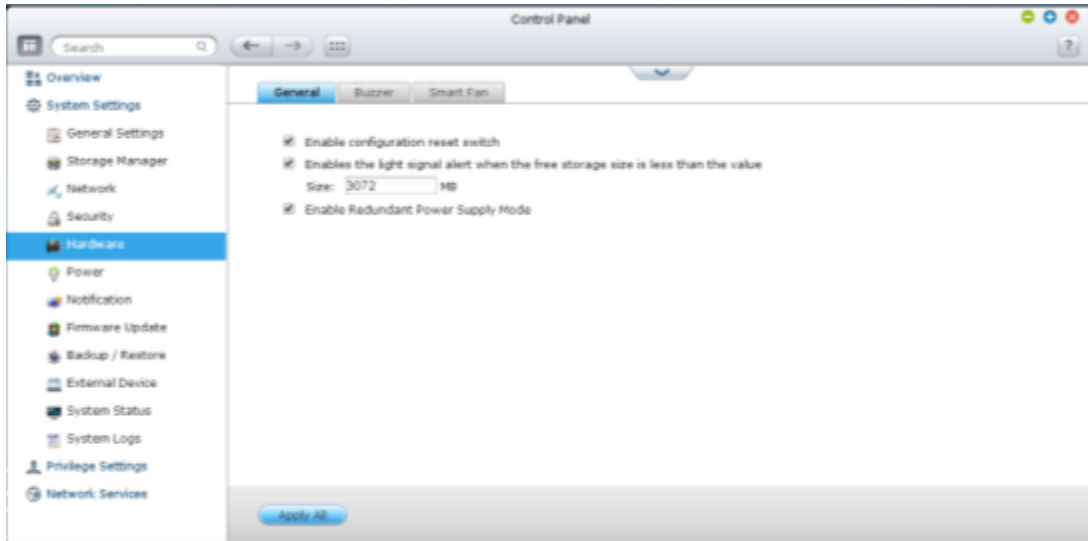 Control Panel
Search
?
Overview
System Settings
General Settings
Storage Manager
Network
Security
Hardware
Power
Notification
Firmware Update
Backup / Restore
External Device
System Status
System Logs
Privilege Settings
Network Services
General Buzzer Smart Fan
Enable configuration reset switch
Enables the light signal alert when the free storage size is less than the value
Size: 3072 MB
Enable Redundant Power Supply Mode
Apply All